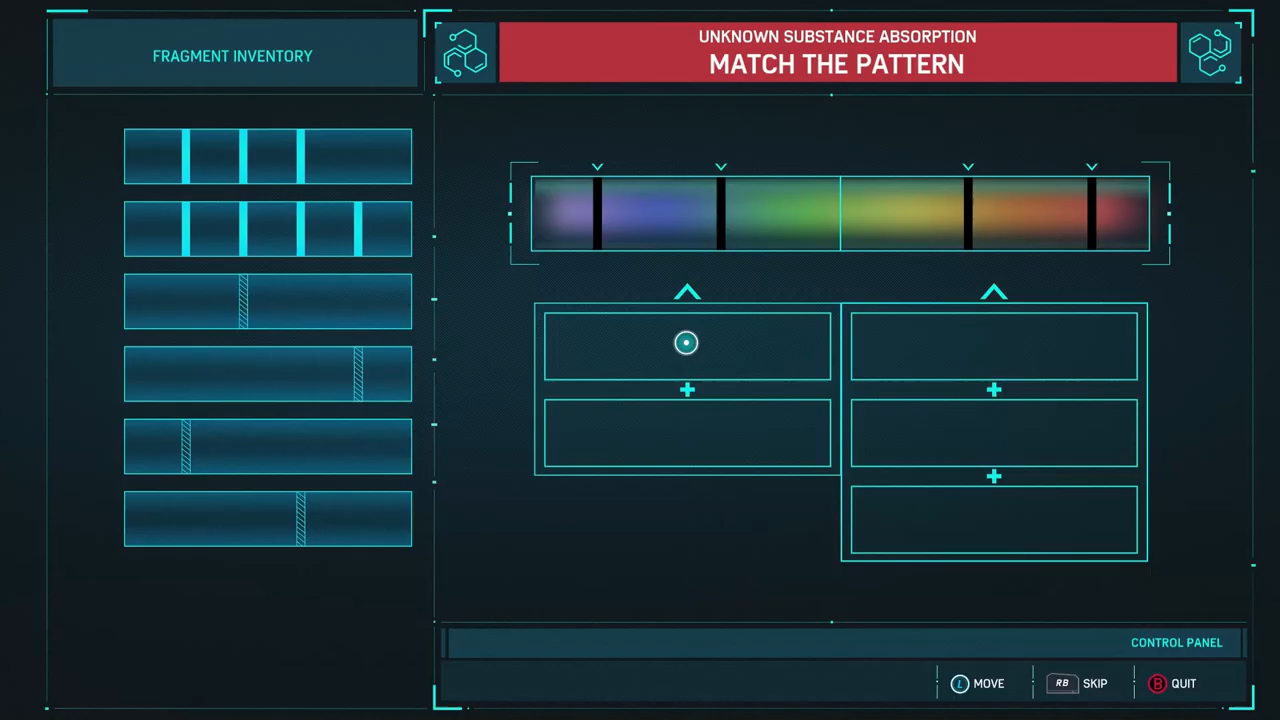 FRAGMENT INVENTORY
UNKNOWN SUBSTANCE ABSORPTION
MATCH THE PATTERN
CONTROL PANEL
L MOVE
RB SKIP
B QUIT